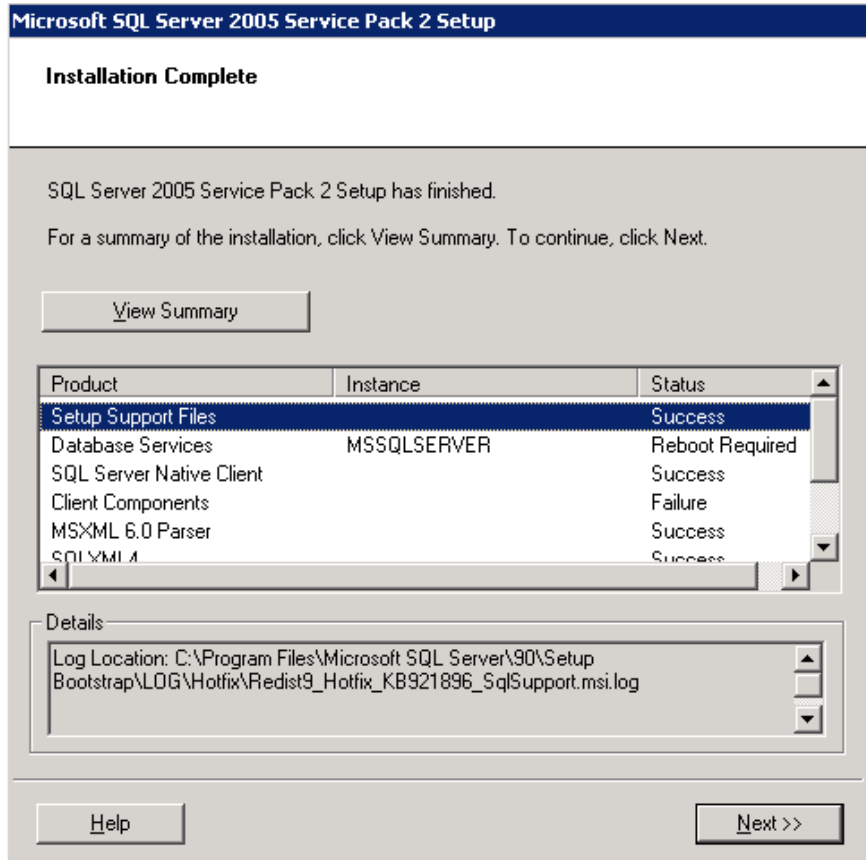 Microsoft SQL Server 2005 Service Pack 2 Setup
Installation Complete
SQL Server 2005 Service Pack 2 Setup has finished.
For a summary of the installation, click View Summary. To continue, click Next.
View Summary
Product Instance Status
Setup Support Files Success
Database Services MSSQLSERVER Reboot Required
SQL Server Native Client Success
Client Components Failure
MSXML 6.0 Parser Success
SQLXML4 Success
Details
Log Location: C:\Program Files\Microsoft SQL Server\90\Setup
Bootstrap\LOG\Hotfix\Redist9_Hotfix_KB921896_SqlSupport.msi.log
Help Next >>